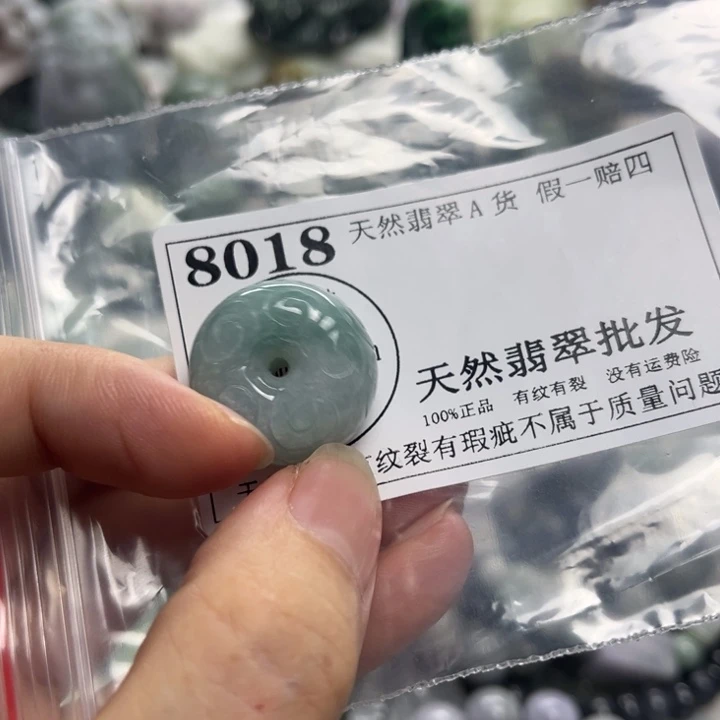 8018 天然翡翠A货 假一赔四
天然翡翠批发
100%正品 有纹有裂 没有运费险
纹裂有瑕疵不属于质量问题